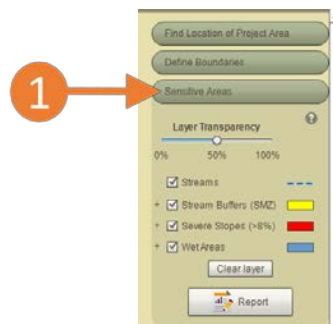 Find Location of Project Area
Define Boundaries
1
Sensitive Areas
?
Layer Transparency
0% 50% 100%
Streams
+ Stream Buffers (SMZ)
+ Severe Slopes (>8%)
+ Wet Areas
Clear layer
Report